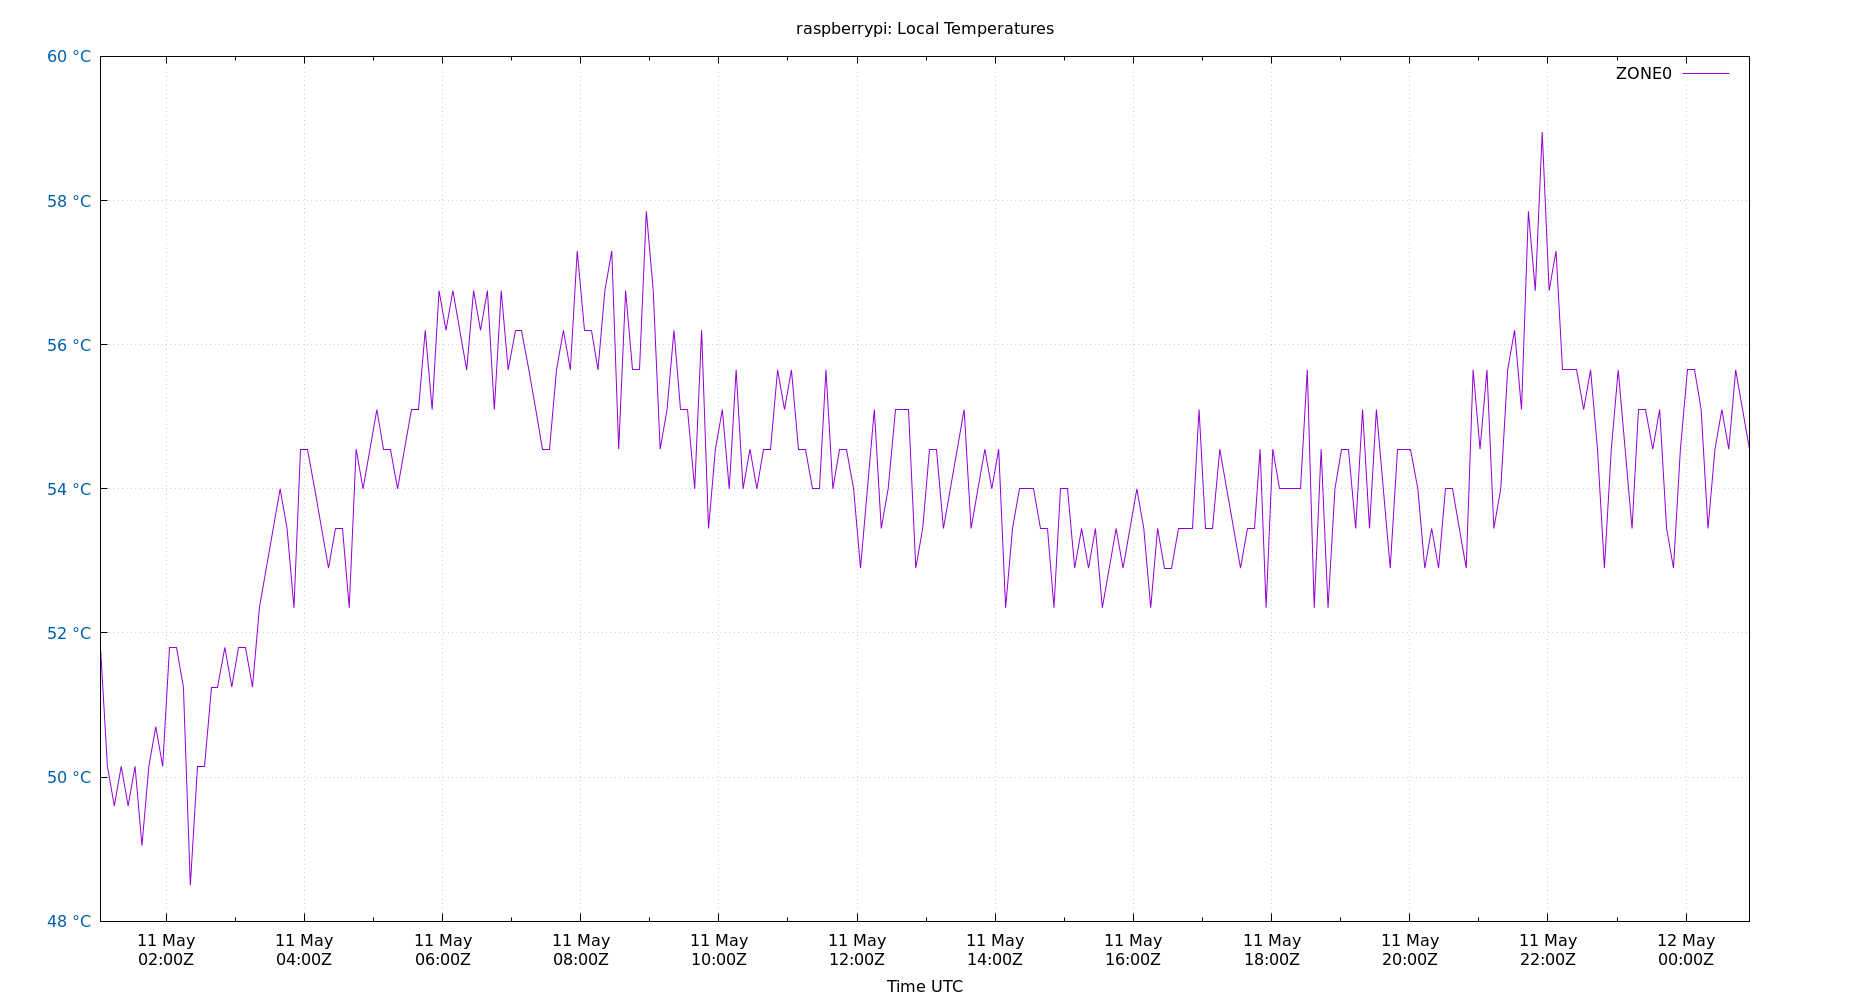 raspberrypi: Local Temperatures
60 °C
58 °C
56 °C
54 °C
52 °C
50 °C
48 °C
ZONE0
11 May 11 May 11 May 11 May 11 May 11 May 11 May 11 May 11 May 11 May 11 May 12 May
02:00Z 04:00Z 06:00Z 08:00Z 10:00Z 12:00Z 14:00Z 16:00Z 18:00Z 20:00Z 22:00Z 00:00Z
Time UTC